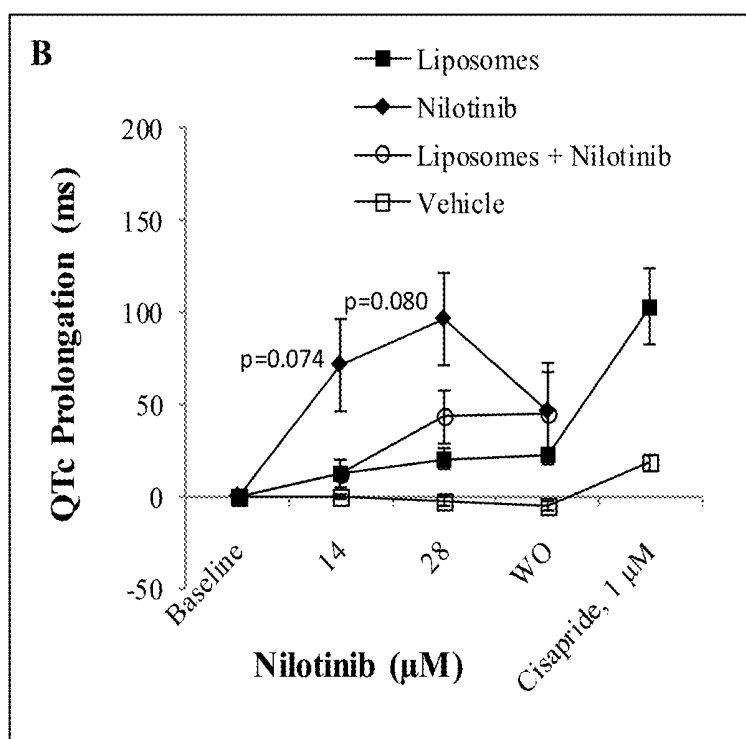 B
Liposomes
Nilotinib
Liposomes + Nilotinib
Vehicle
200
150
100
50
0
-50
QTc Prolongation (ms)
p=0.074
p=0.080
Baseline
14
28
WO
Cisapride, 1 µM
Nilotinib (µM)